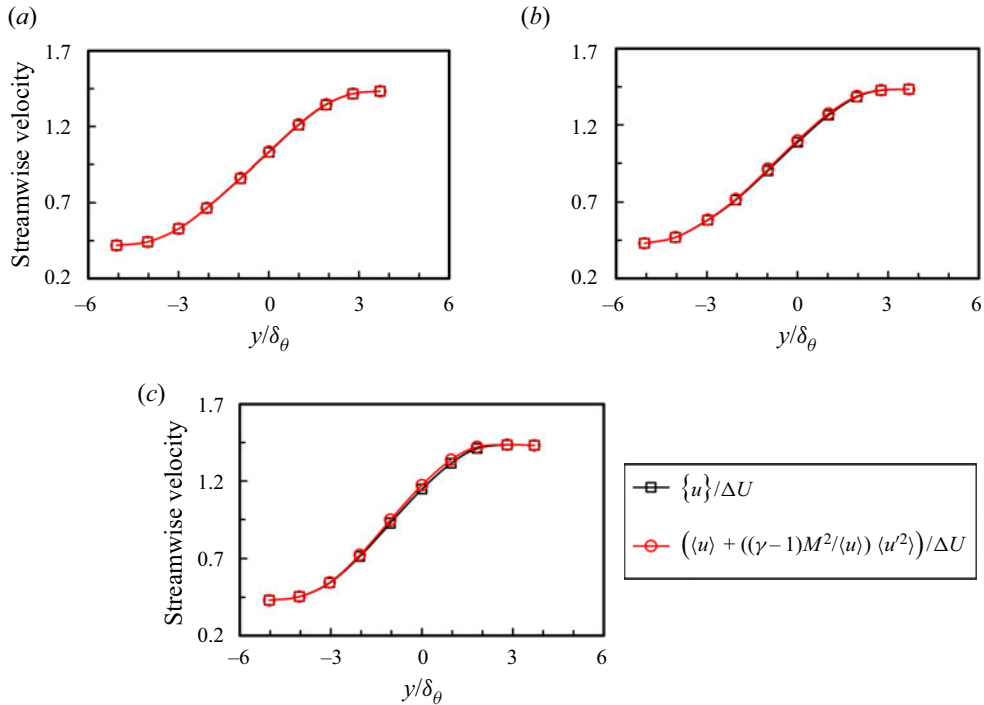 (a)
(b)
Streamwise velocity
1.7
1.2
0.7
0.2
–6 –3 0 3 6
y/δθ
1.7
1.2
0.7
0.2
–6 –3 0 3 6
y/δθ
(c)
Streamwise velocity
1.7
1.2
0.7
0.2
–6 –3 0 3 6
y/δθ
{u}/ΔU
(⟨u⟩ + ((γ – 1)M²/⟨u⟩) ⟨u′²⟩)/ΔU